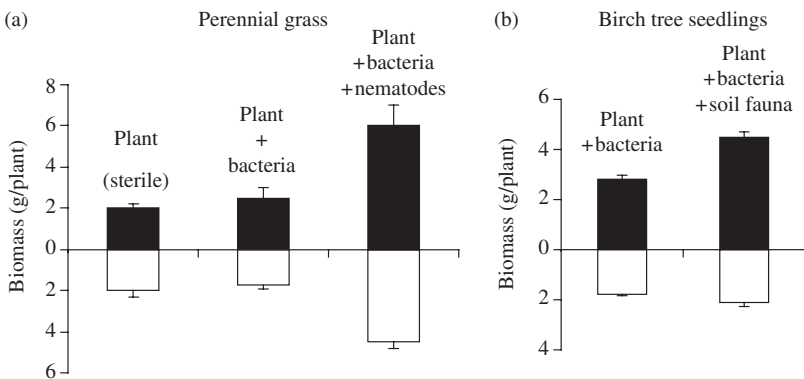 (a)
Perennial grass
Biomass (g/plant)
8
6
4
2
0
2
4
6
Plant
(sterile)
Plant
+
bacteria
Plant
+bacteria
+nematodes
(b)
Birch tree seedlings
Biomass (g/plant)
6
4
2
0
2
4
Plant
+bacteria
Plant
+bacteria
+soil fauna